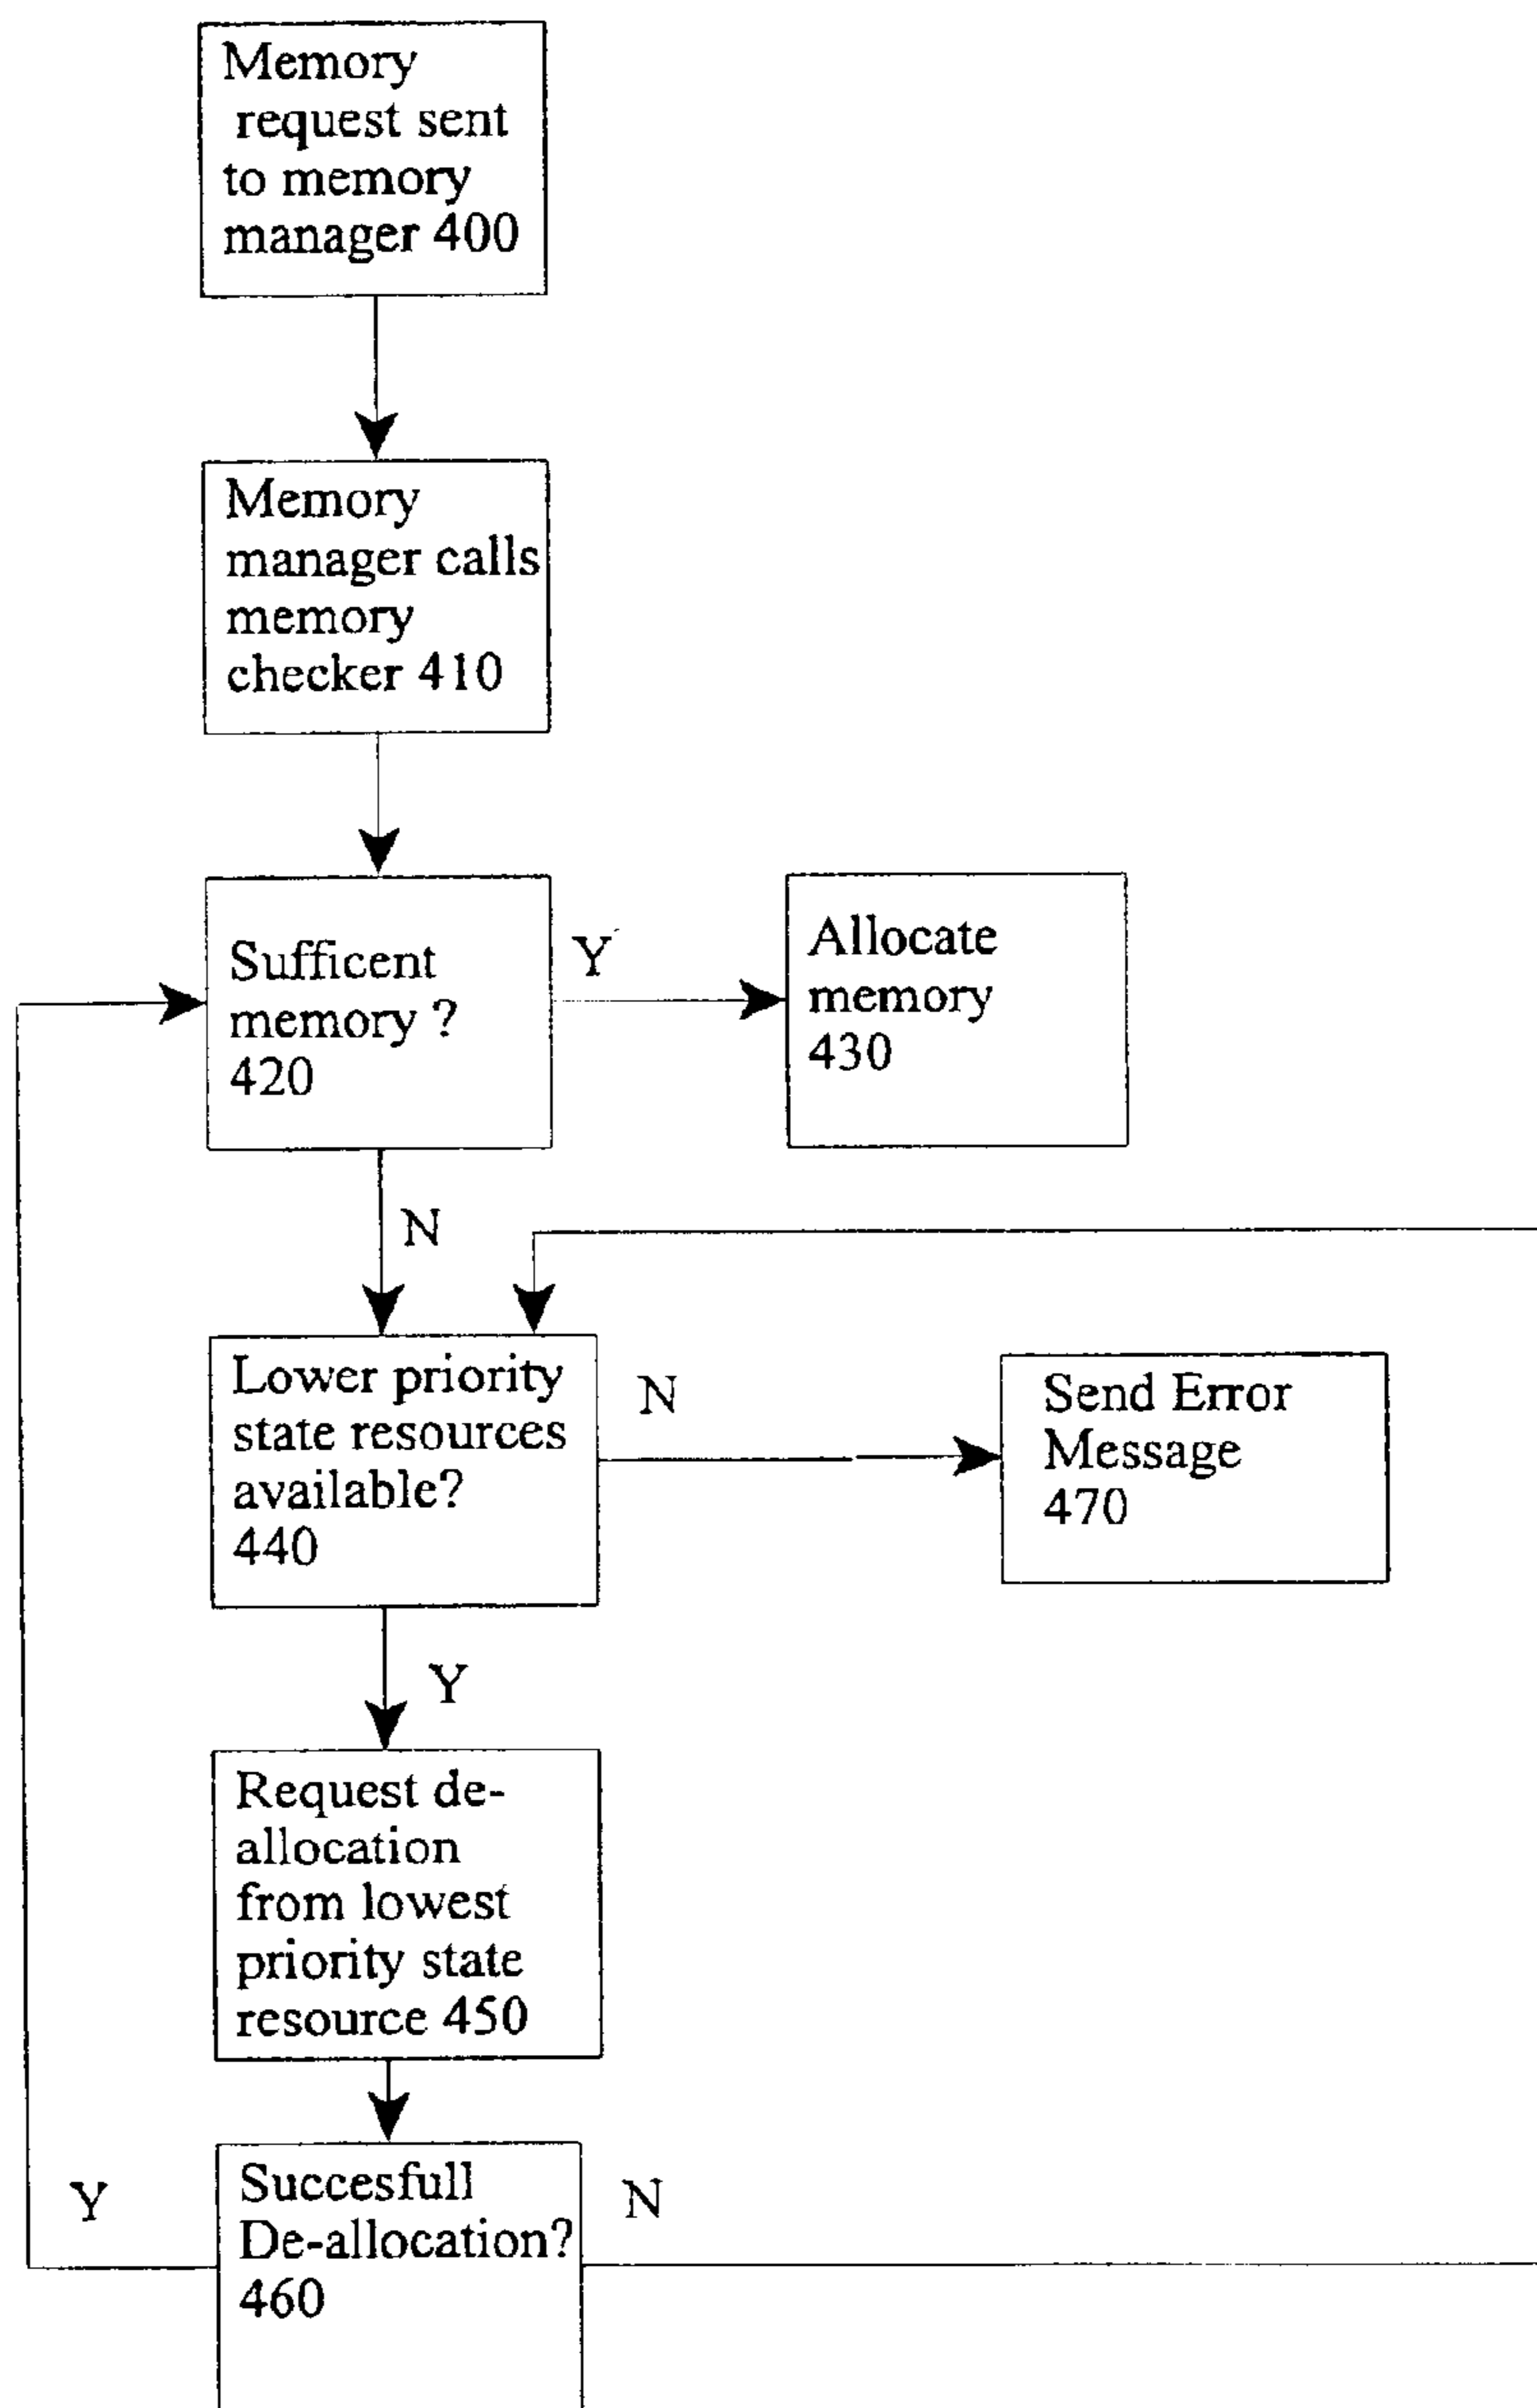 Memory
request sent
to memory
manager 400
Memory
manager calls
memory
checker 410
Sufficent
memory ?
420
Y
Allocate
memory
430
N
Lower priority
state resources
available?
440
N
Send Error
Message
470
Y
Request de-
allocation
from lowest
priority state
resource 450
Y
Succesfull
De-allocation?
460
N